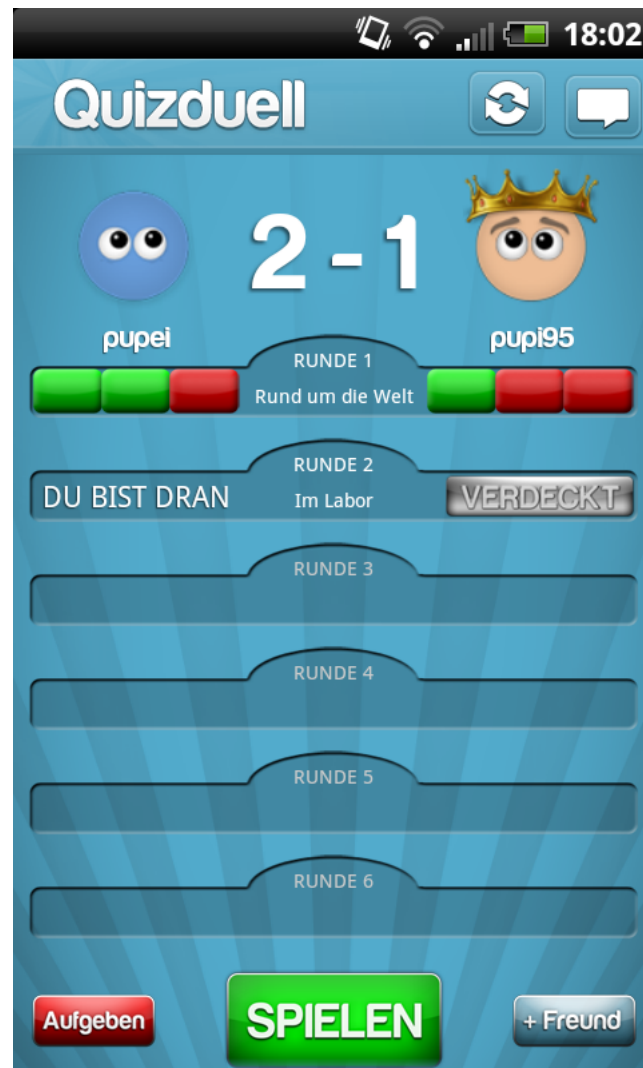 18:02
Quizduell
2 - 1
pupei
pupi95
RUNDE 1
Rund um die Welt
RUNDE 2
DU BIST DRAN
Im Labor
VERDECKT
RUNDE 3
RUNDE 4
RUNDE 5
RUNDE 6
Aufgeben
SPIELEN
+ Freund